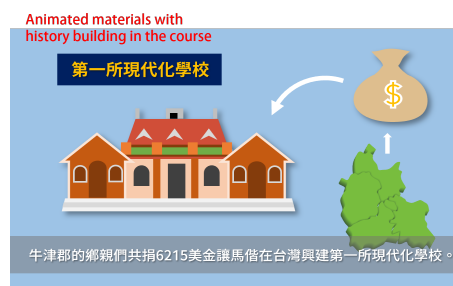 Animated materials with
history building in the course
第一所現代化學校
$
牛津郡的鄉親們共捐6215美金讓馬偕在台灣興建第一所現代化學校。